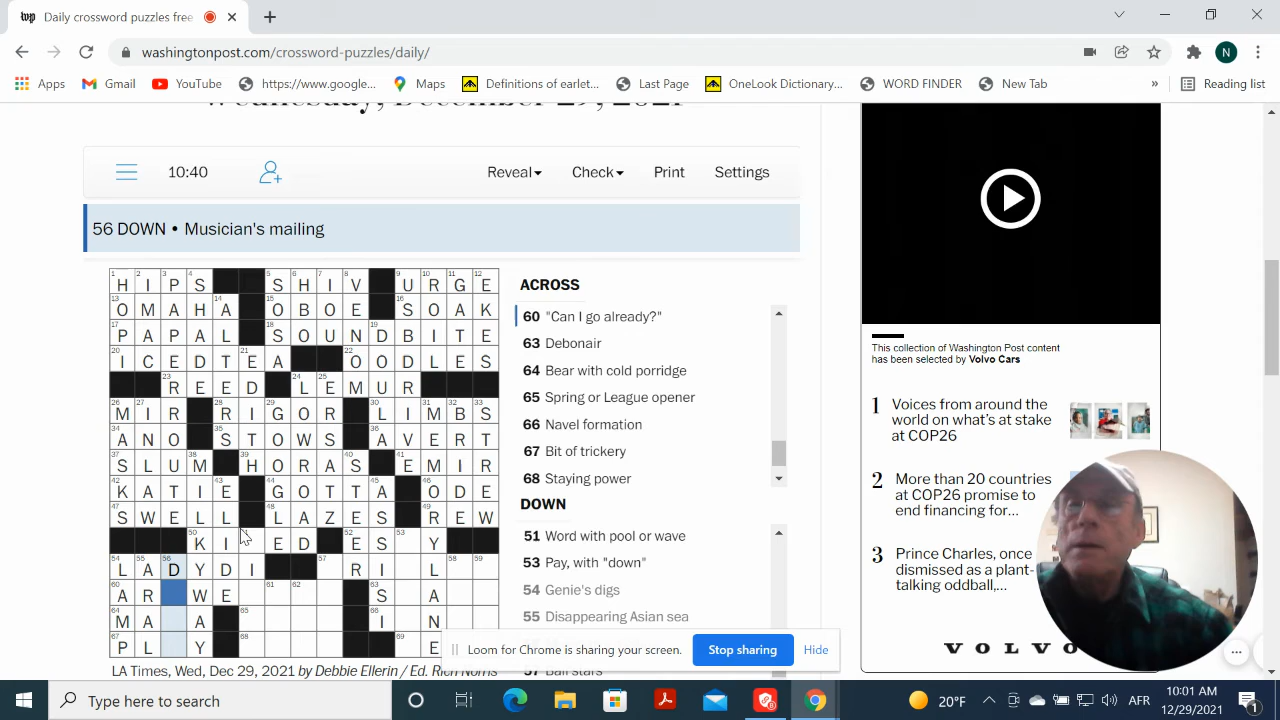 Daily crossword puzzles free
washingtonpost.com/crossword-puzzles/daily/
N
Apps Gmail YouTube https://www.google... Maps Definitions of earlet... Last Page OneLook Dictionary... WORD FINDER New Tab » Reading list
Wednesday, December 29, 2021
10:40 Reveal Check Print Settings
56 DOWN • Musician's mailing
ACROSS
60 "Can I go already?"
63 Debonair
64 Bear with cold porridge
65 Spring or League opener
66 Navel formation
67 Bit of trickery
68 Staying power
DOWN
51 Word with pool or wave
53 Pay, with "down"
54 Genie's digs
55 Disappearing Asian sea
57 Ball stars
H I P S S H I V U R G E
O M A H A O B O E S O A K
P A P A L S O U N D B I T E
I C E D T E A O O D L E S
R E E D L E M U R
M I R R I G O R L I M B S
A N O S T O W S A V E R T
S L U M H O R A S E M I R
K A T I E G O T T A O D E
S W E L L L A Z E S R E W
K I E D E S Y
L A D Y D I R I L
A R W E S A
M A A I N
P L Y E
LA Times, Wed, Dec 29, 2021 by Debbie Ellerin / Ed. Rich Norris
This collection of Washington Post content
has been selected by Volvo Cars
1 Voices from around the
world on what's at stake
at COP26
2 More than 20 countries
at COP26 promise to
end financing for...
3 Prince Charles, once
dismissed as a plant-
talking oddball,...
VOLVO
Loom for Chrome is sharing your screen. Stop sharing Hide
Type here to search
20°F AFR 10:01 AM
12/29/2021